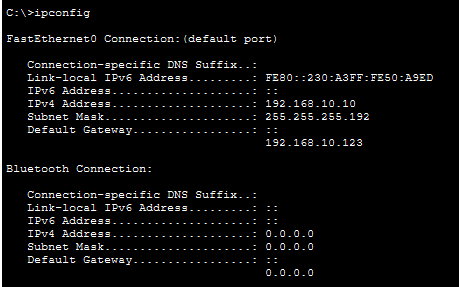 C:\>ipconfig
FastEthernet0 Connection:(default port)
Connection-specific DNS Suffix..:
Link-local IPv6 Address.........: FE80::230:A3FF:FE50:A9ED
IPv6 Address....................: ::
IPv4 Address....................: 192.168.10.10
Subnet Mask.....................: 255.255.255.192
Default Gateway.................: ::
192.168.10.123
Bluetooth Connection:
Connection-specific DNS Suffix..:
Link-local IPv6 Address.........: ::
IPv6 Address....................: ::
IPv4 Address....................: 0.0.0.0
Subnet Mask.....................: 0.0.0.0
Default Gateway.................: ::
0.0.0.0